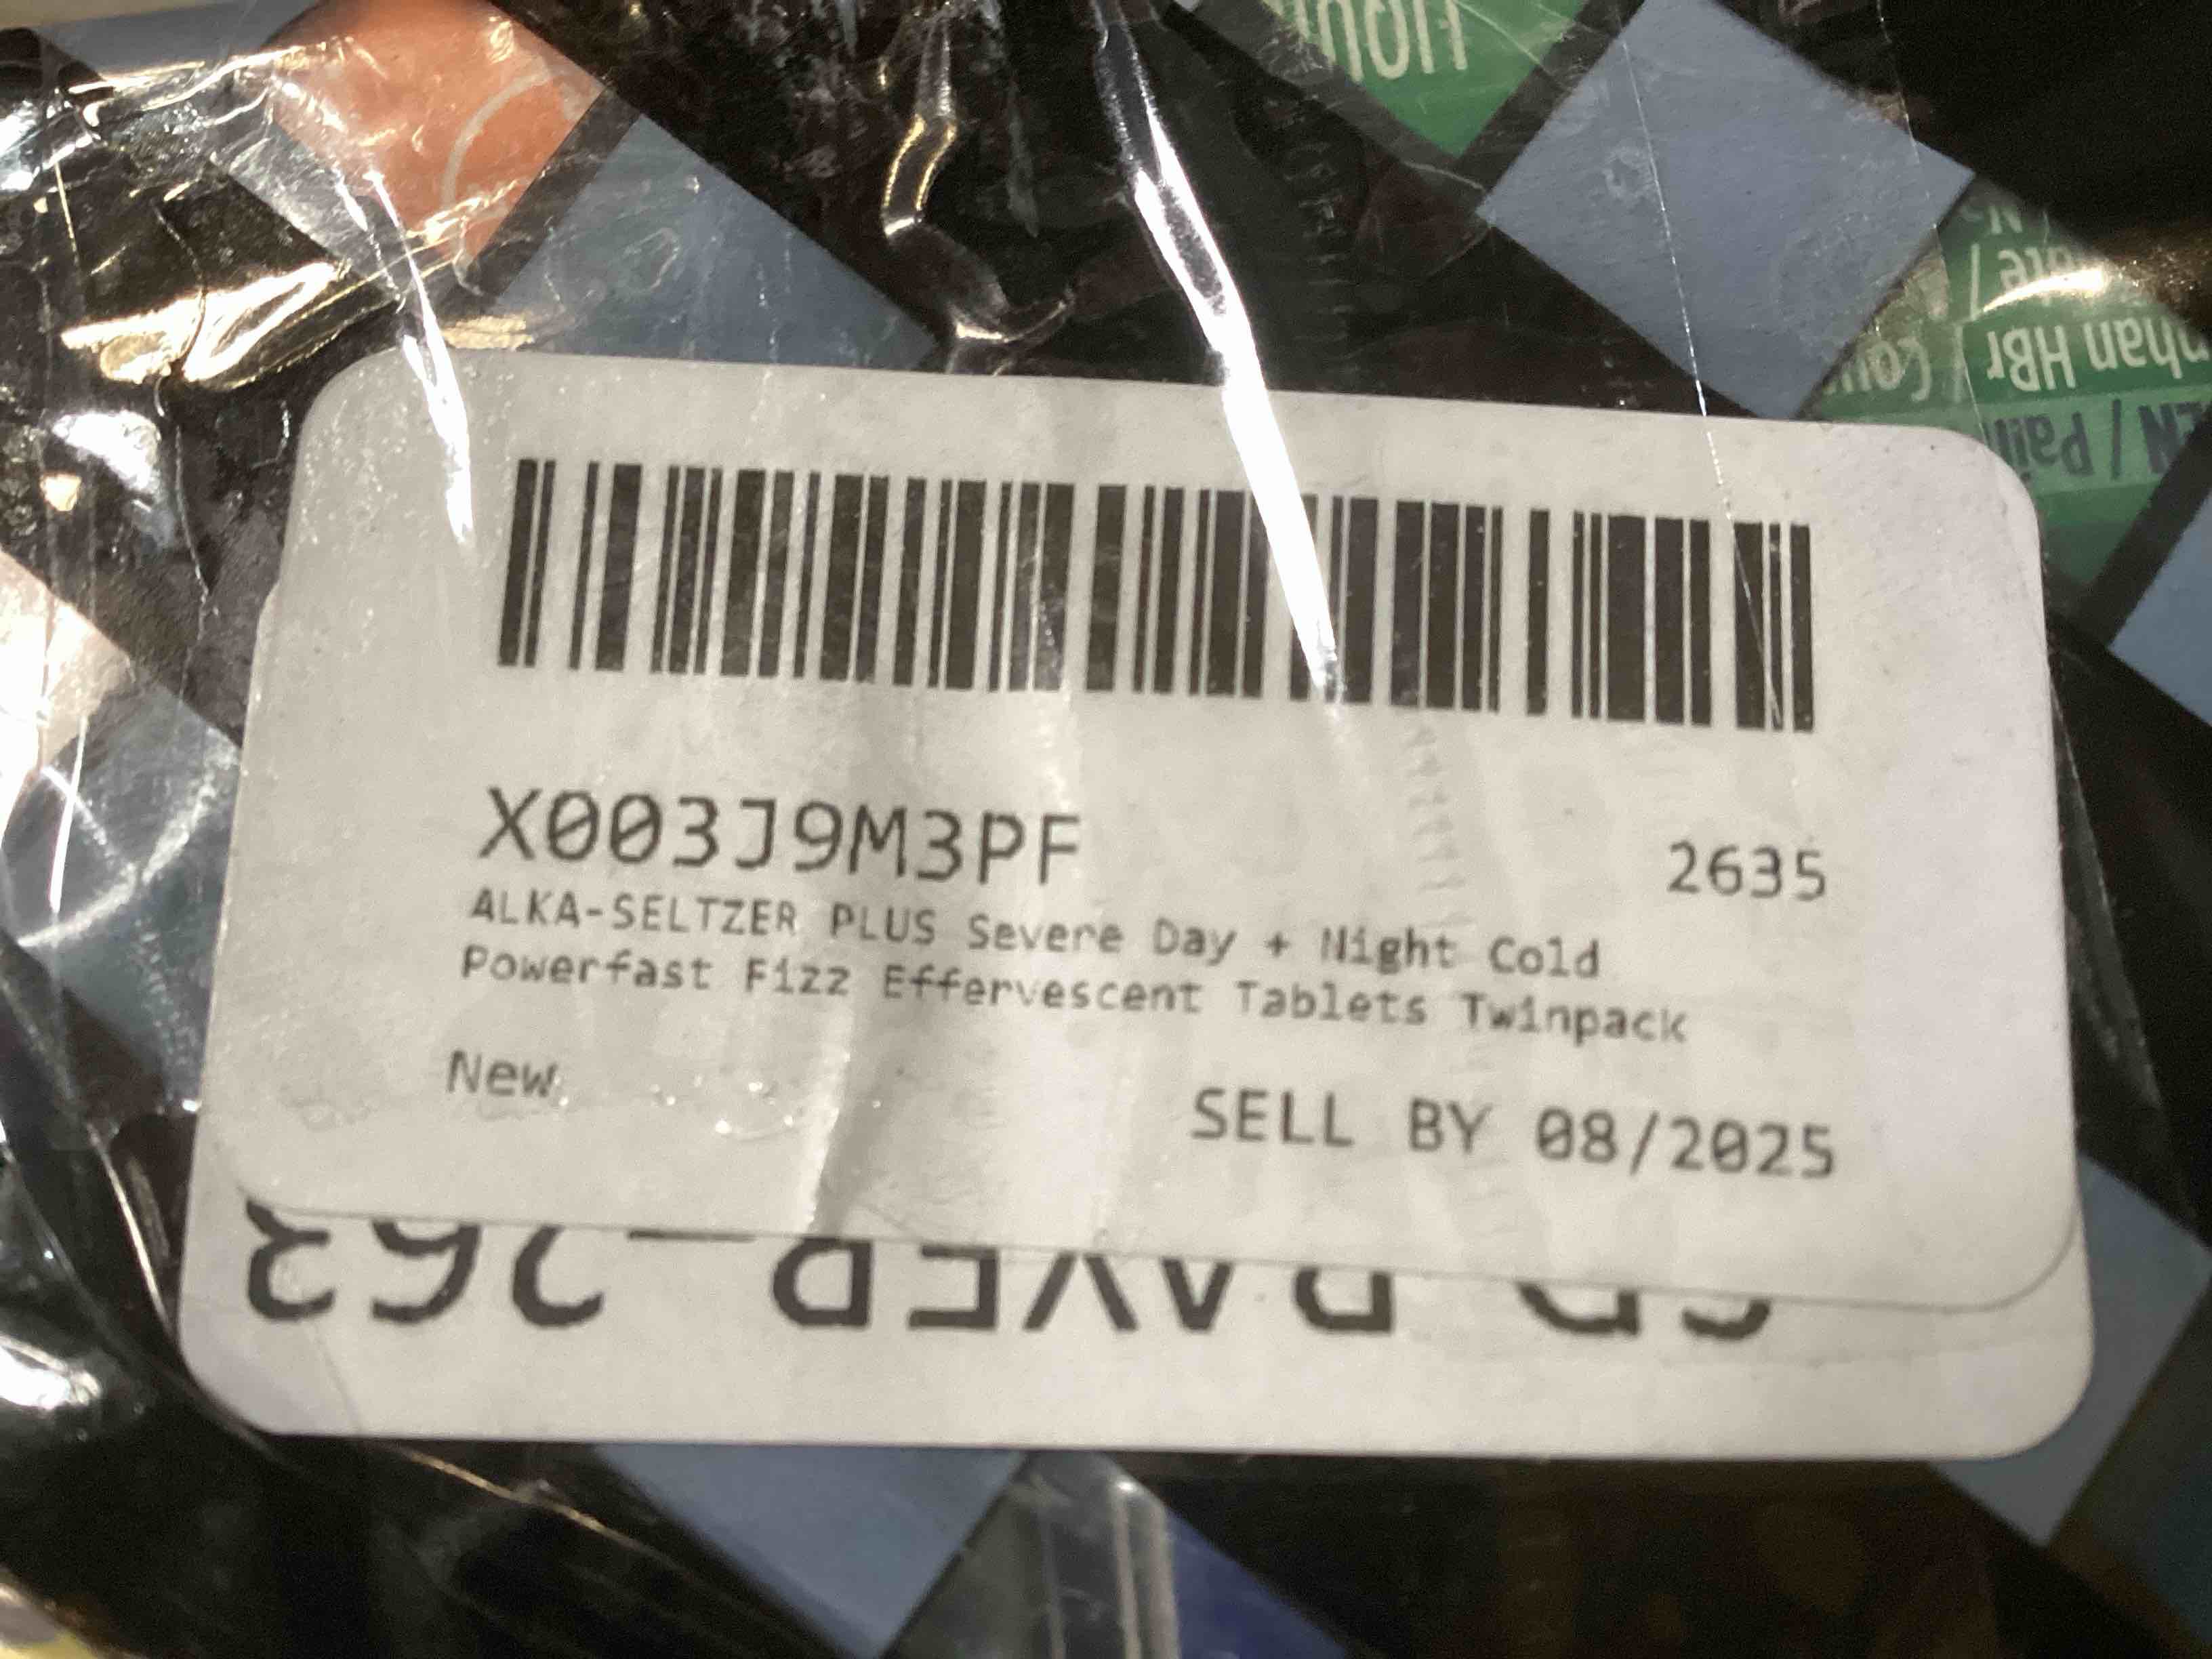 X003J9M3PF
2635
ALKA-SELTZER PLUS Severe Day + Night Cold
Powerfast Fizz Effervescent Tablets Twinpack
New
SELL BY 08/2025
HBr